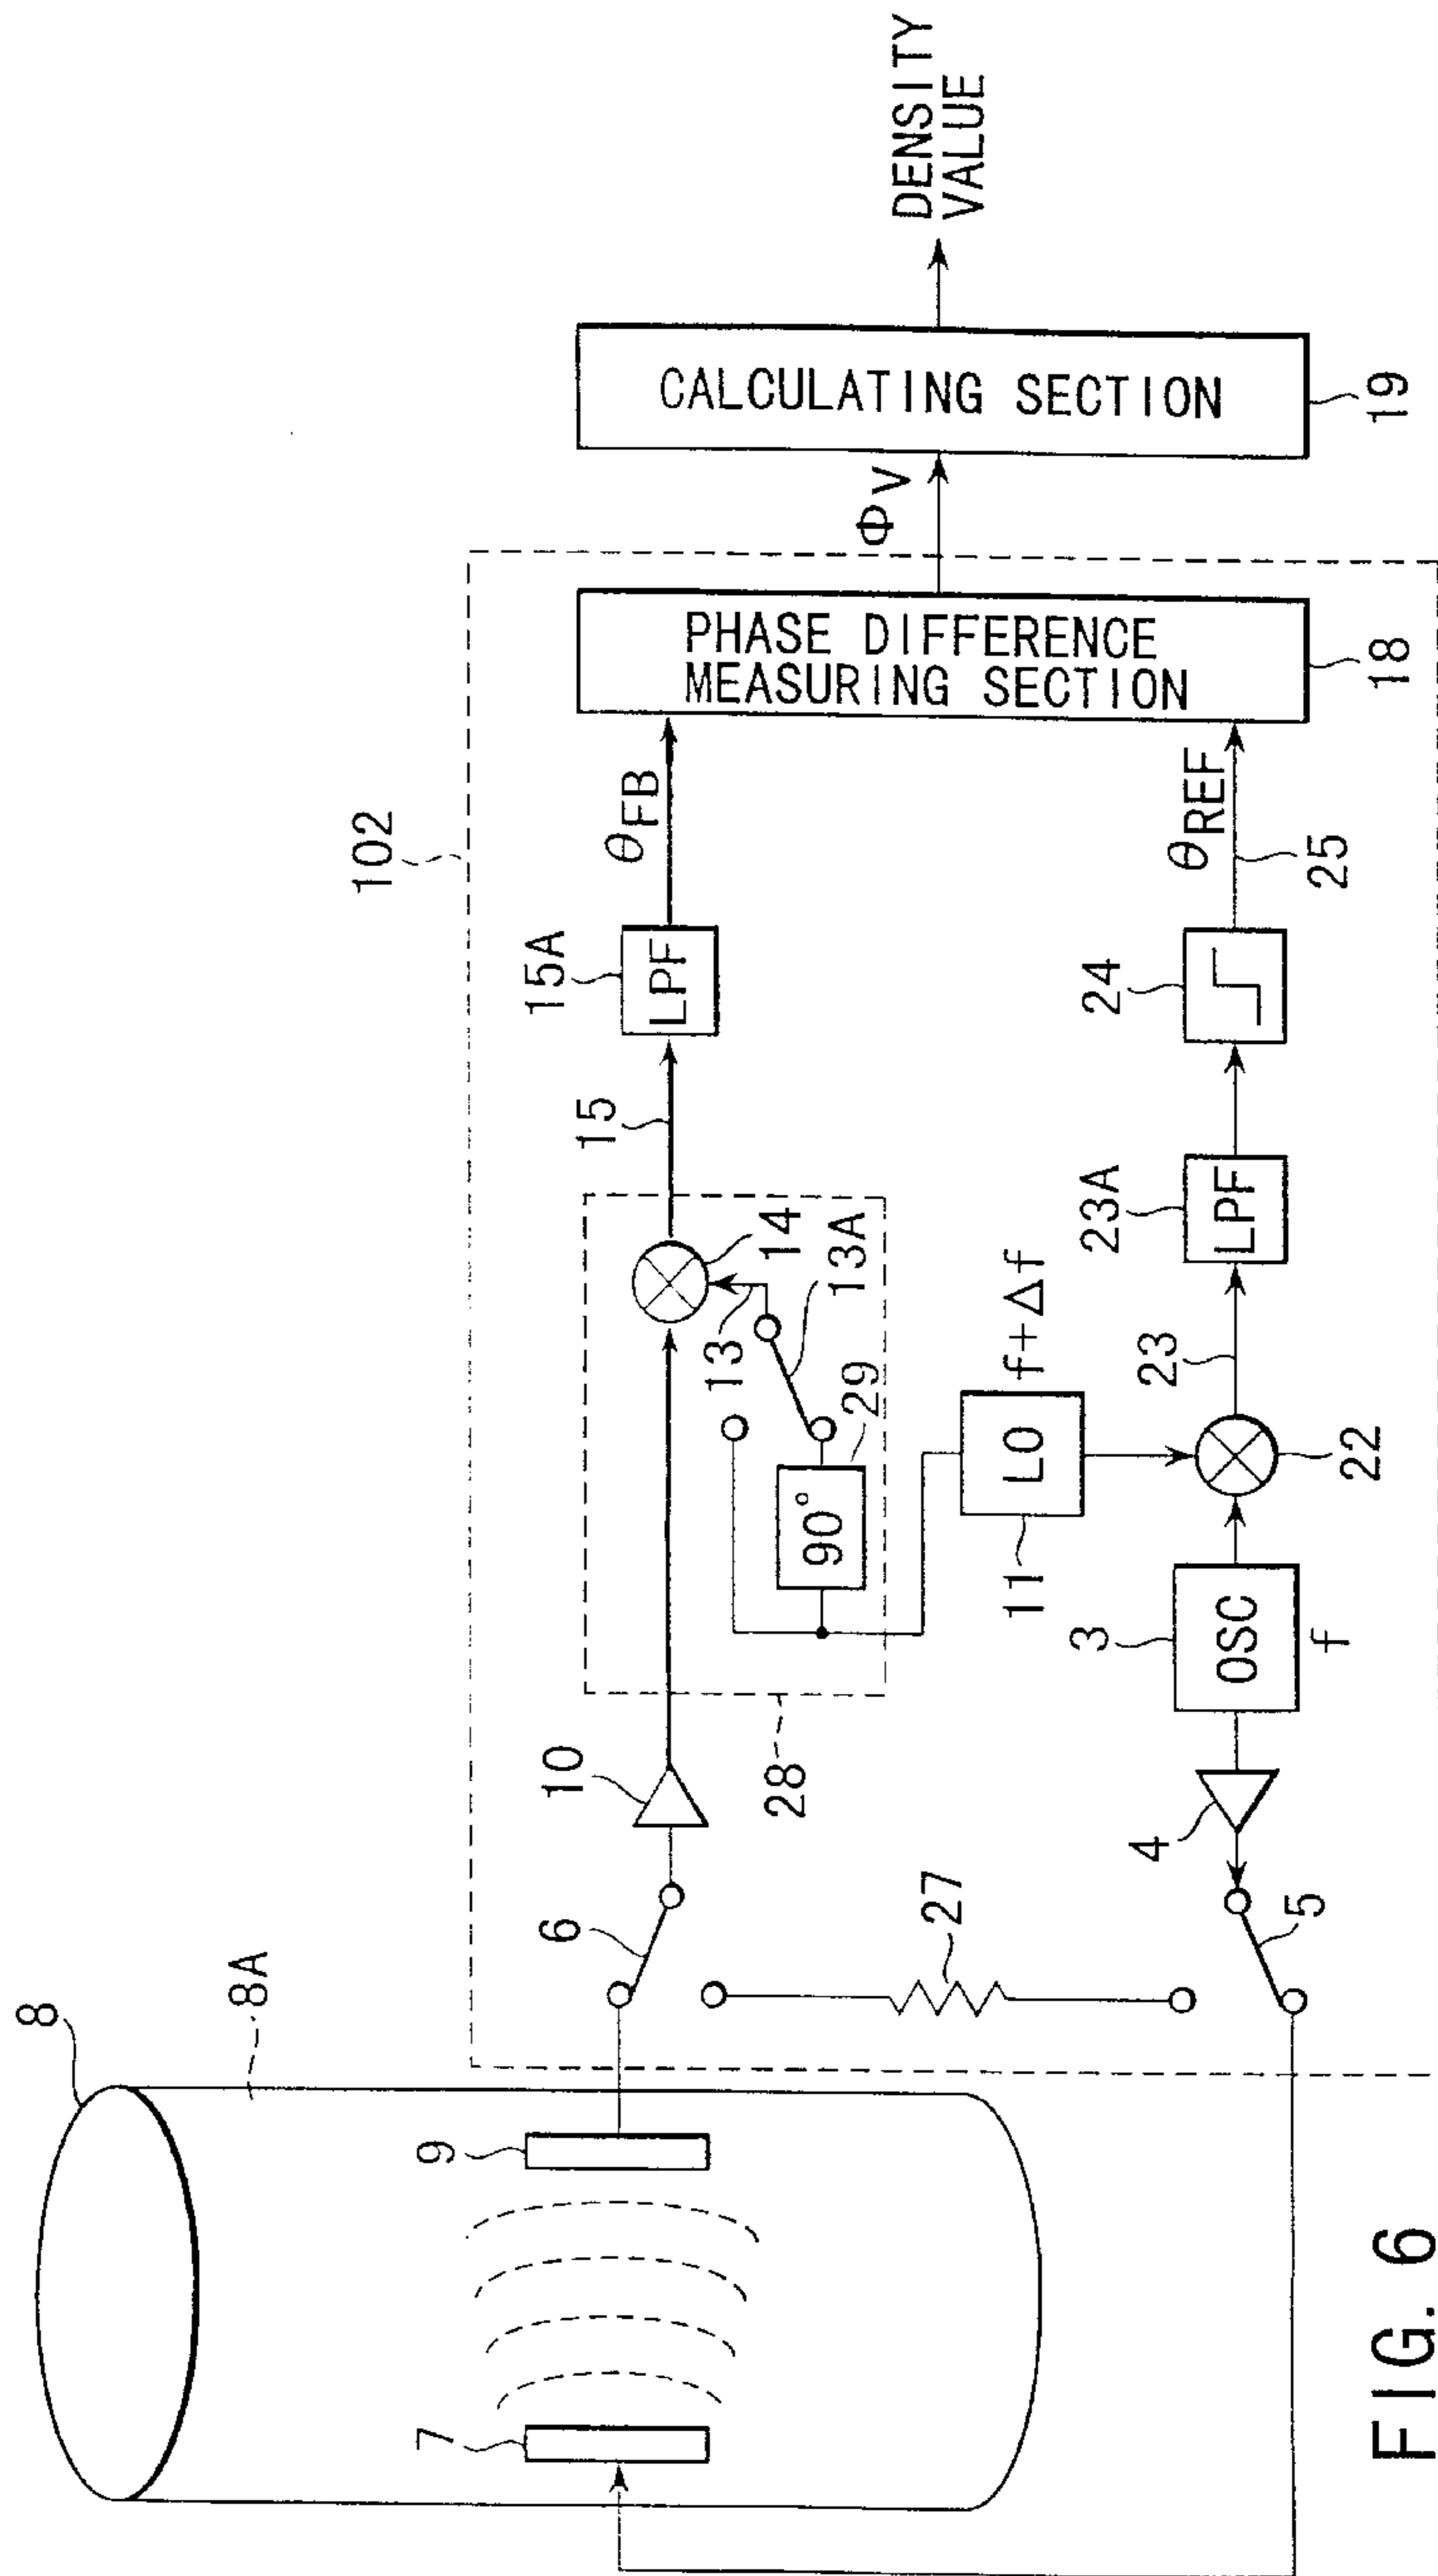 8
8A
7
9
6
10
27
5
4
102
28
3
OSC
f
11
LO
f+Δf
90°
29
13
13A
14
15
22
23
15A
LPF
23A
LPF
24
θFB
θREF
25
PHASE DIFFERENCE
MEASURING SECTION
18
ΦV
CALCULATING SECTION
19
DENSITY
VALUE
FIG. 6